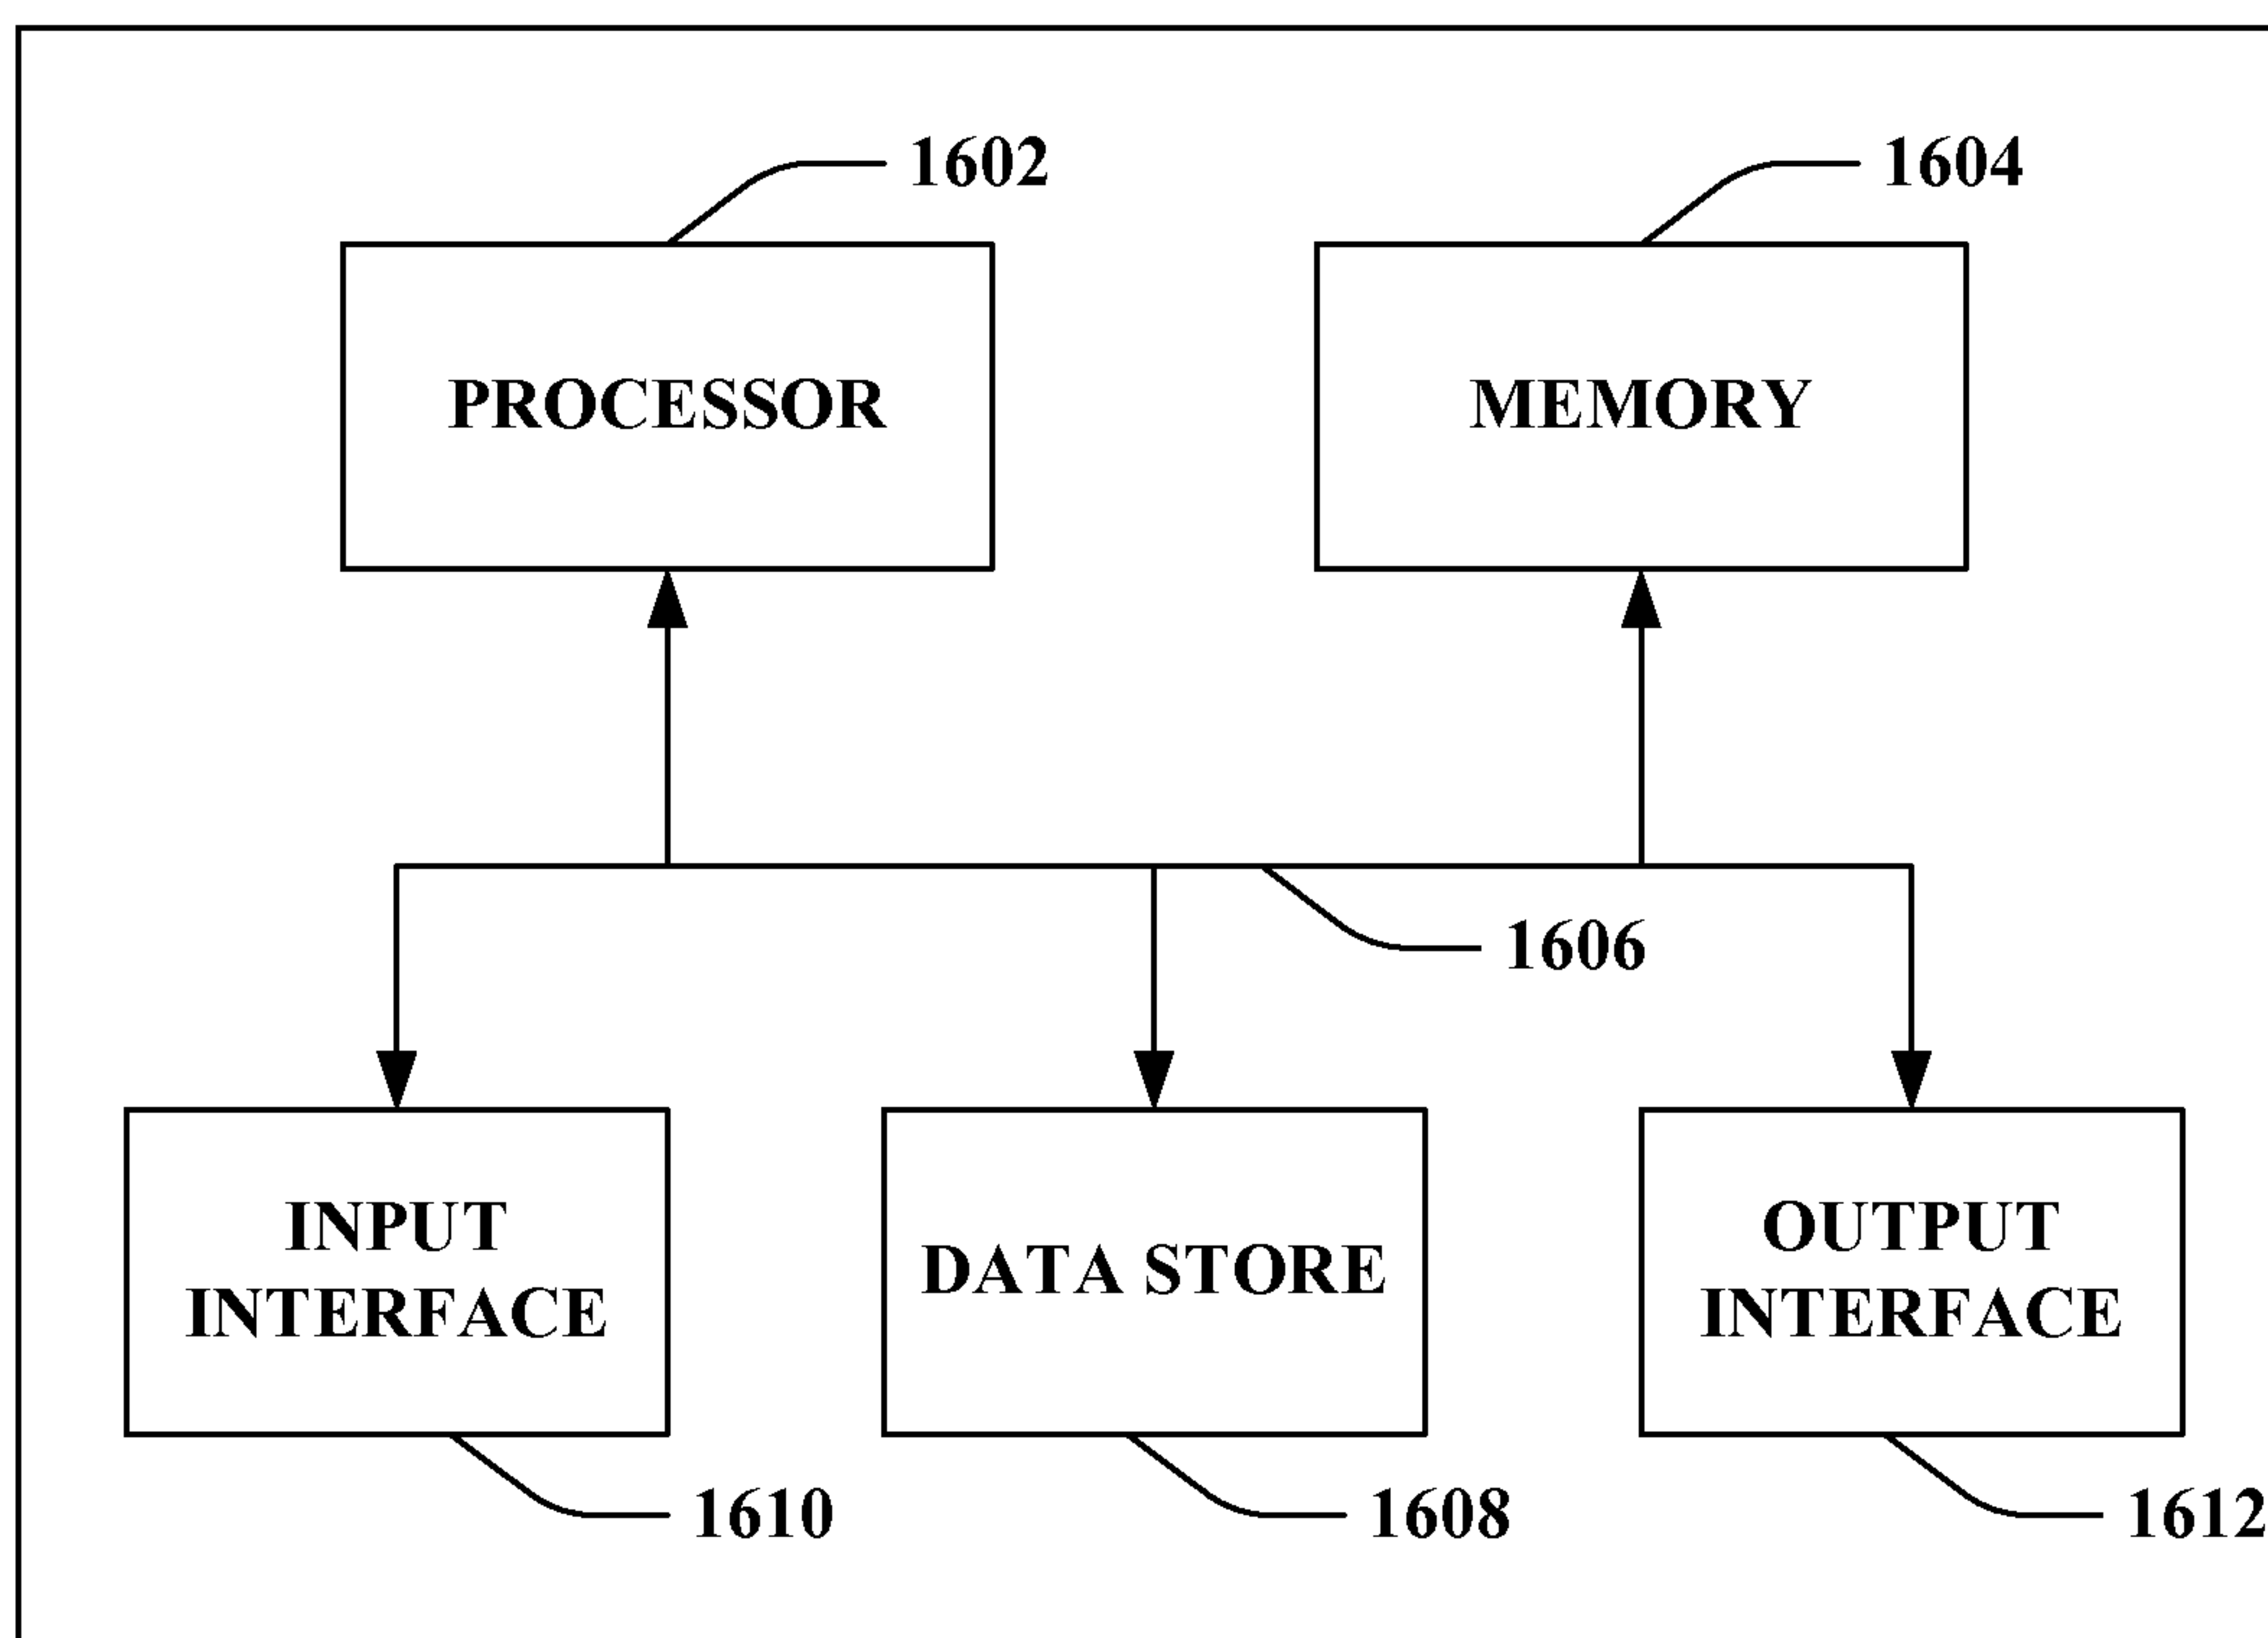 1602
1604
PROCESSOR
MEMORY
1606
INPUT
INTERFACE
DATA STORE
OUTPUT
INTERFACE
1610
1608
1612